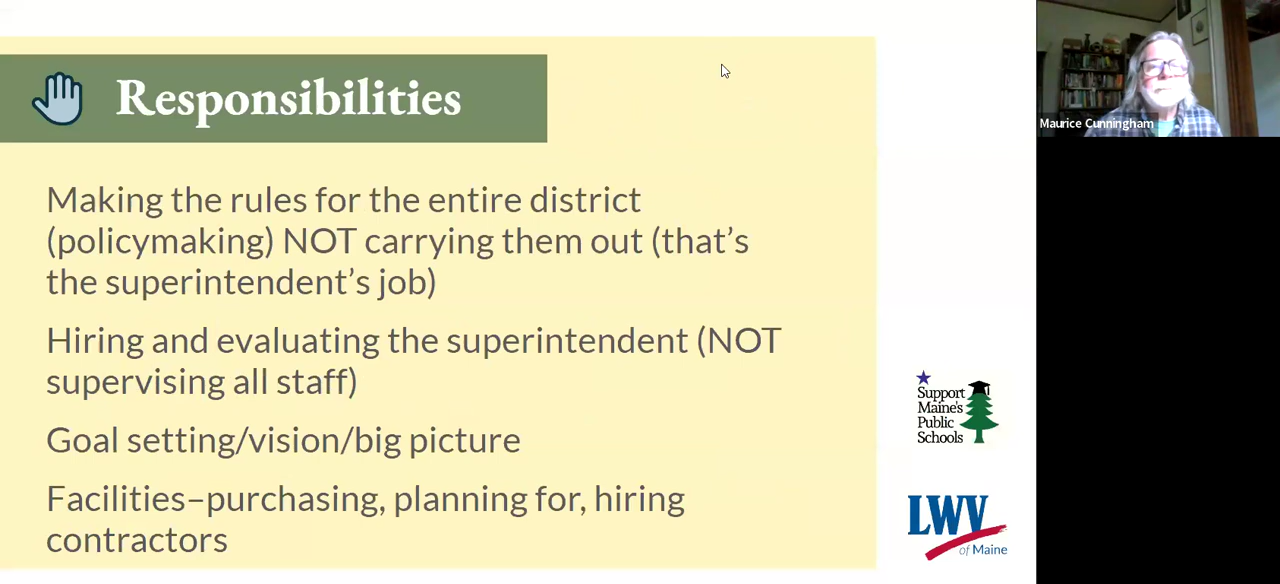 Responsibilities
Making the rules for the entire district
(policymaking) NOT carrying them out (that’s
the superintendent’s job)
Hiring and evaluating the superintendent (NOT
supervising all staff)
Goal setting/vision/big picture
Facilities–purchasing, planning for, hiring
contractors
Support
Maine's
Public
Schools
LWV
of Maine
Maurice Cunningham